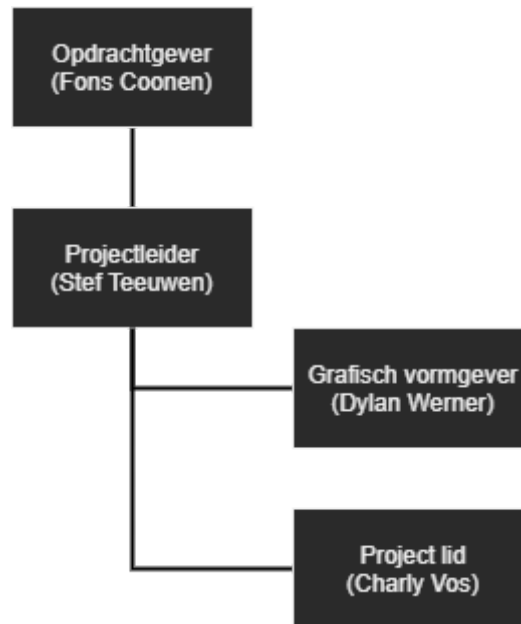 Opdrachtgever
(Fons Coonen)
Projectleider
(Stef Teeuwen)
Grafisch vormgever
(Dylan Werner)
Project lid
(Charly Vos)